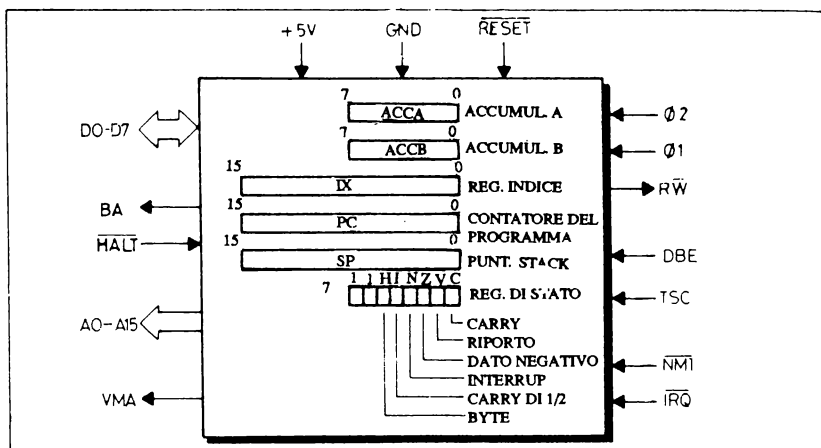 +5V GND RESET
7 0
ACCA ACCUMUL. A
7 0
ACCB ACCUMUL. B
15 0
IX REG. INDICE
15 0
PC CONTATORE DEL
PROGRAMMA
15 0
SP PUNT. STACK
1 1 H I N Z V C
7 REG. DI STATO
CARRY
RIPORTO
DATO NEGATIVO
INTERRUP
CARRY DI 1/2
BYTE
DO-D7
BA
HALT
AO-A15
VMA
Ø2
Ø1
RW
DBE
TSC
NMI
IRQ